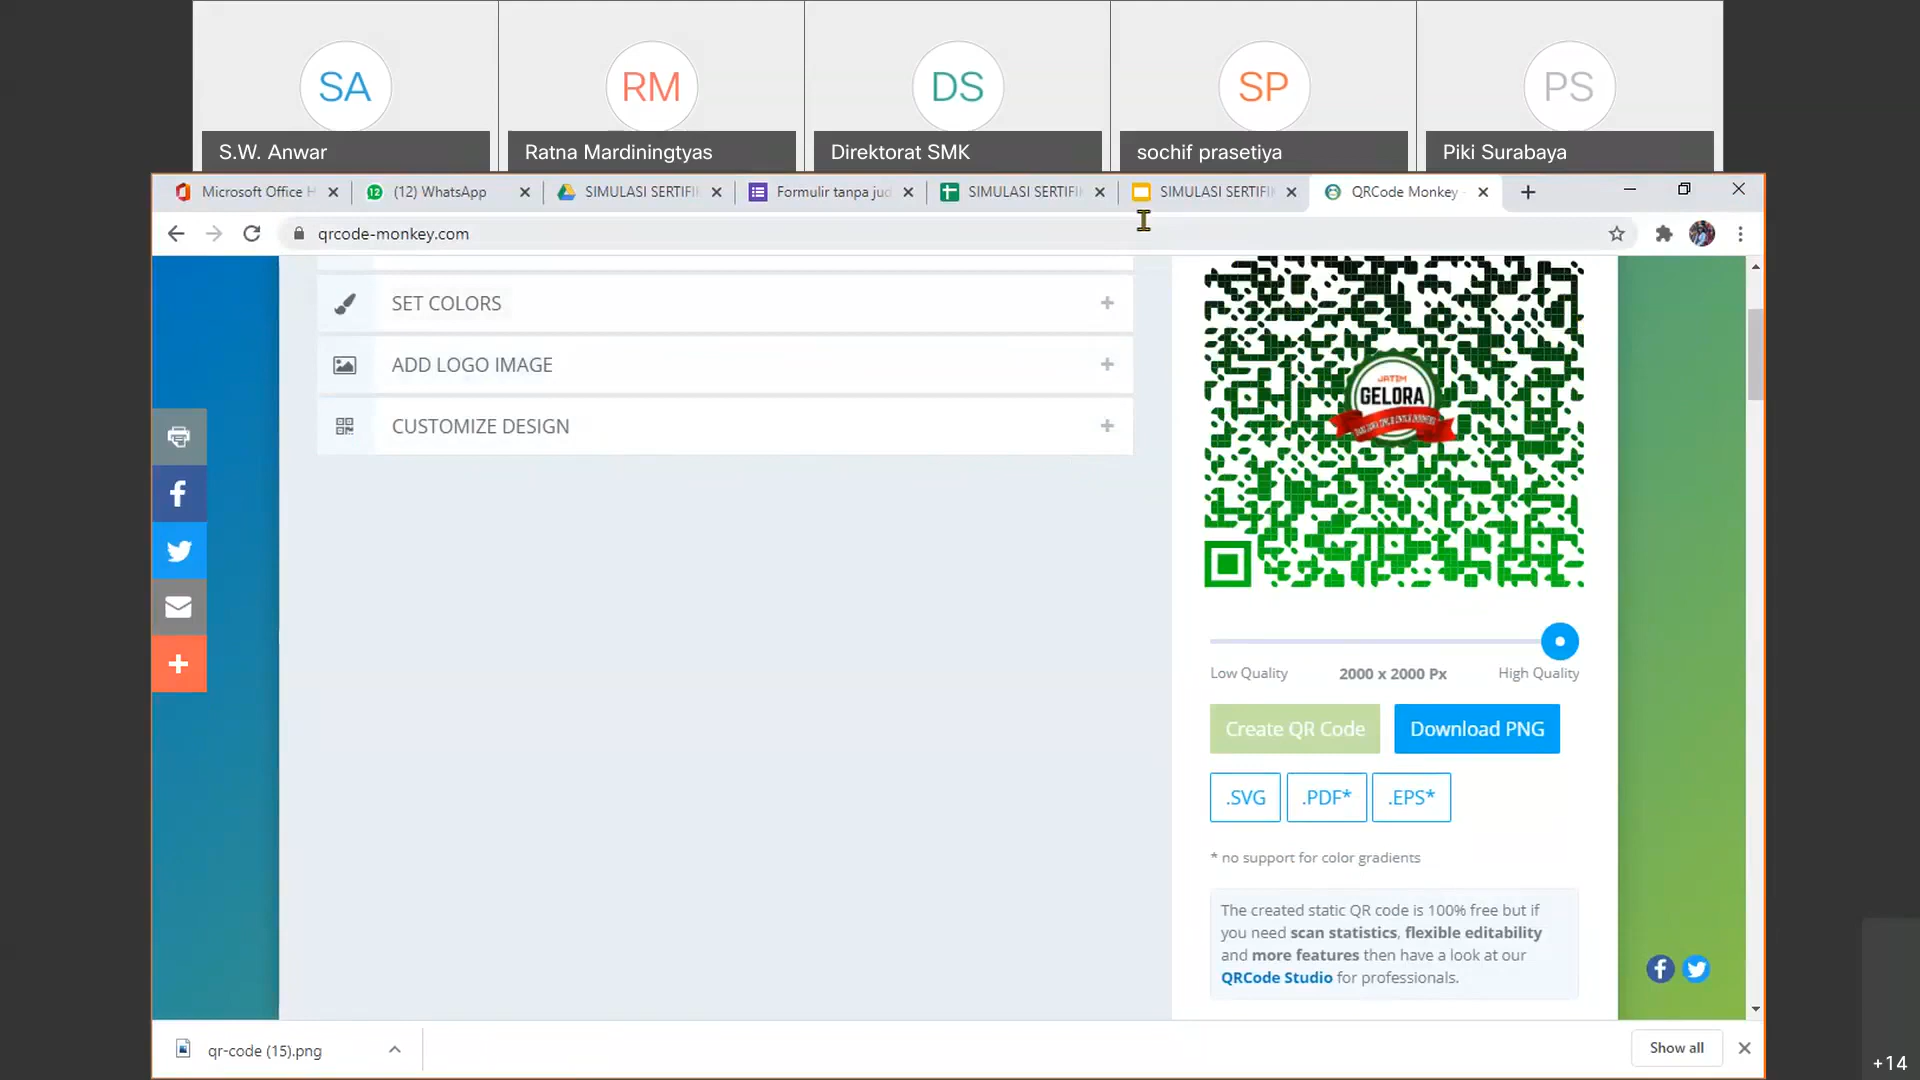 SA
RM
DS
SP
PS
S.W. Anwar
Ratna Mardiningtyas
Direktorat SMK
sochif prasetiya
Piki Surabaya
Microsoft Office H
12
(12) WhatsApp
SIMULASI SERTIFI
Formulir tanpa jud
SIMULASI SERTIFI
SIMULASI SERTIFI
QRCode Monkey -
qrcode-monkey.com
SET COLORS
ADD LOGO IMAGE
CUSTOMIZE DESIGN
JATIM
GELORA
Low Quality
2000 x 2000 Px
High Quality
Create QR Code
Download PNG
.SVG
.PDF*
.EPS*
* no support for color gradients
The created static QR code is 100% free but if
you need scan statistics, flexible editability
and more features then have a look at our
QRCode Studio for professionals.
qr-code (15).png
Show all
+14